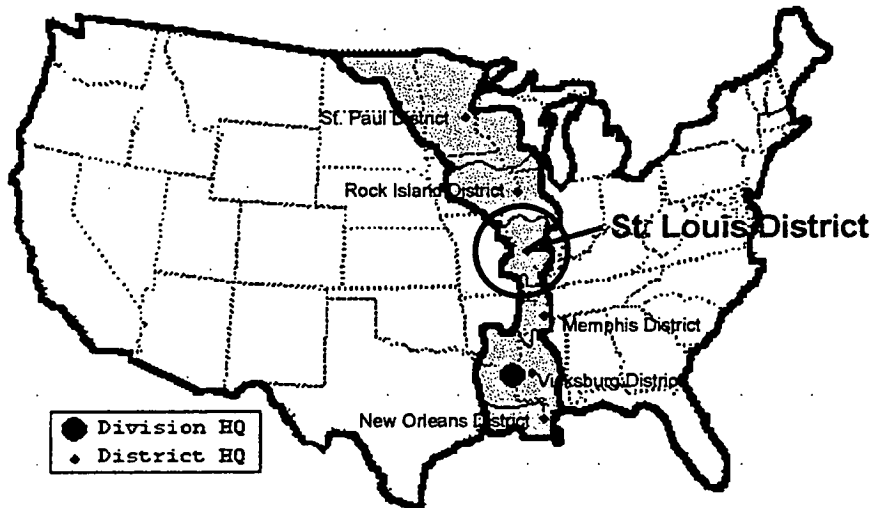 St. Paul District
Rock Island District
St. Louis District
Memphis District
Vicksburg District
New Orleans District
Division HQ
District HQ